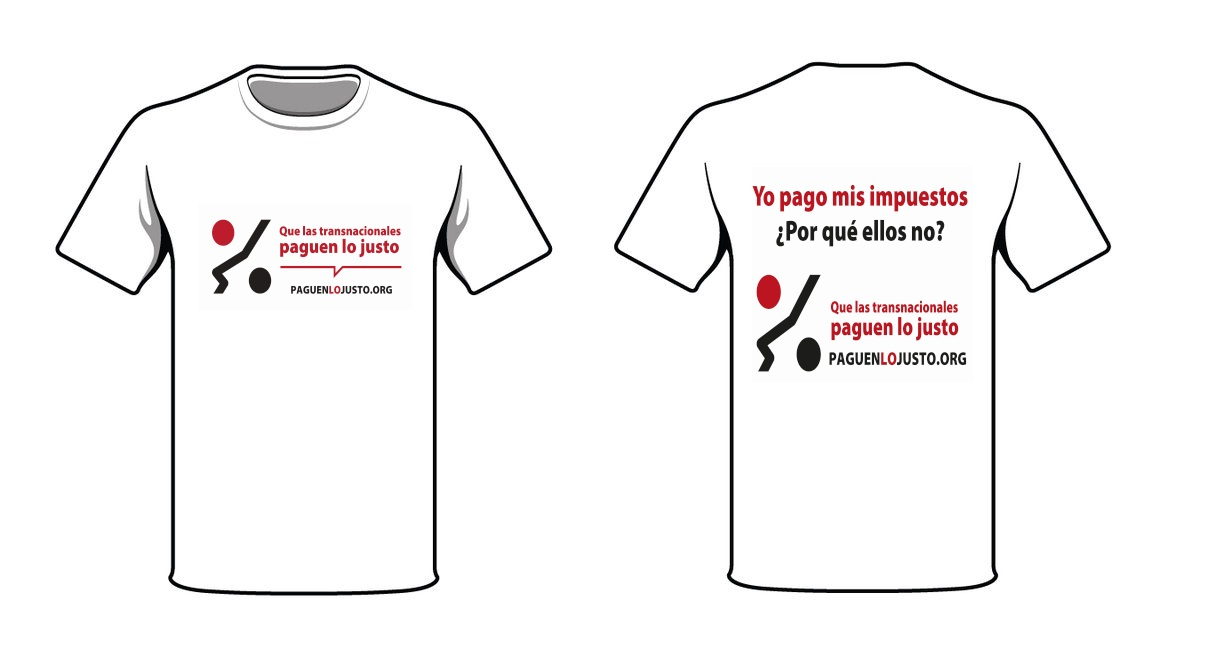 Que las transnacionales
paguen lo justo
PAGUENLOJUSTO.ORG
Yo pago mis impuestos
¿Por qué ellos no?
Que las transnacionales
paguen lo justo
PAGUENLOJUSTO.ORG